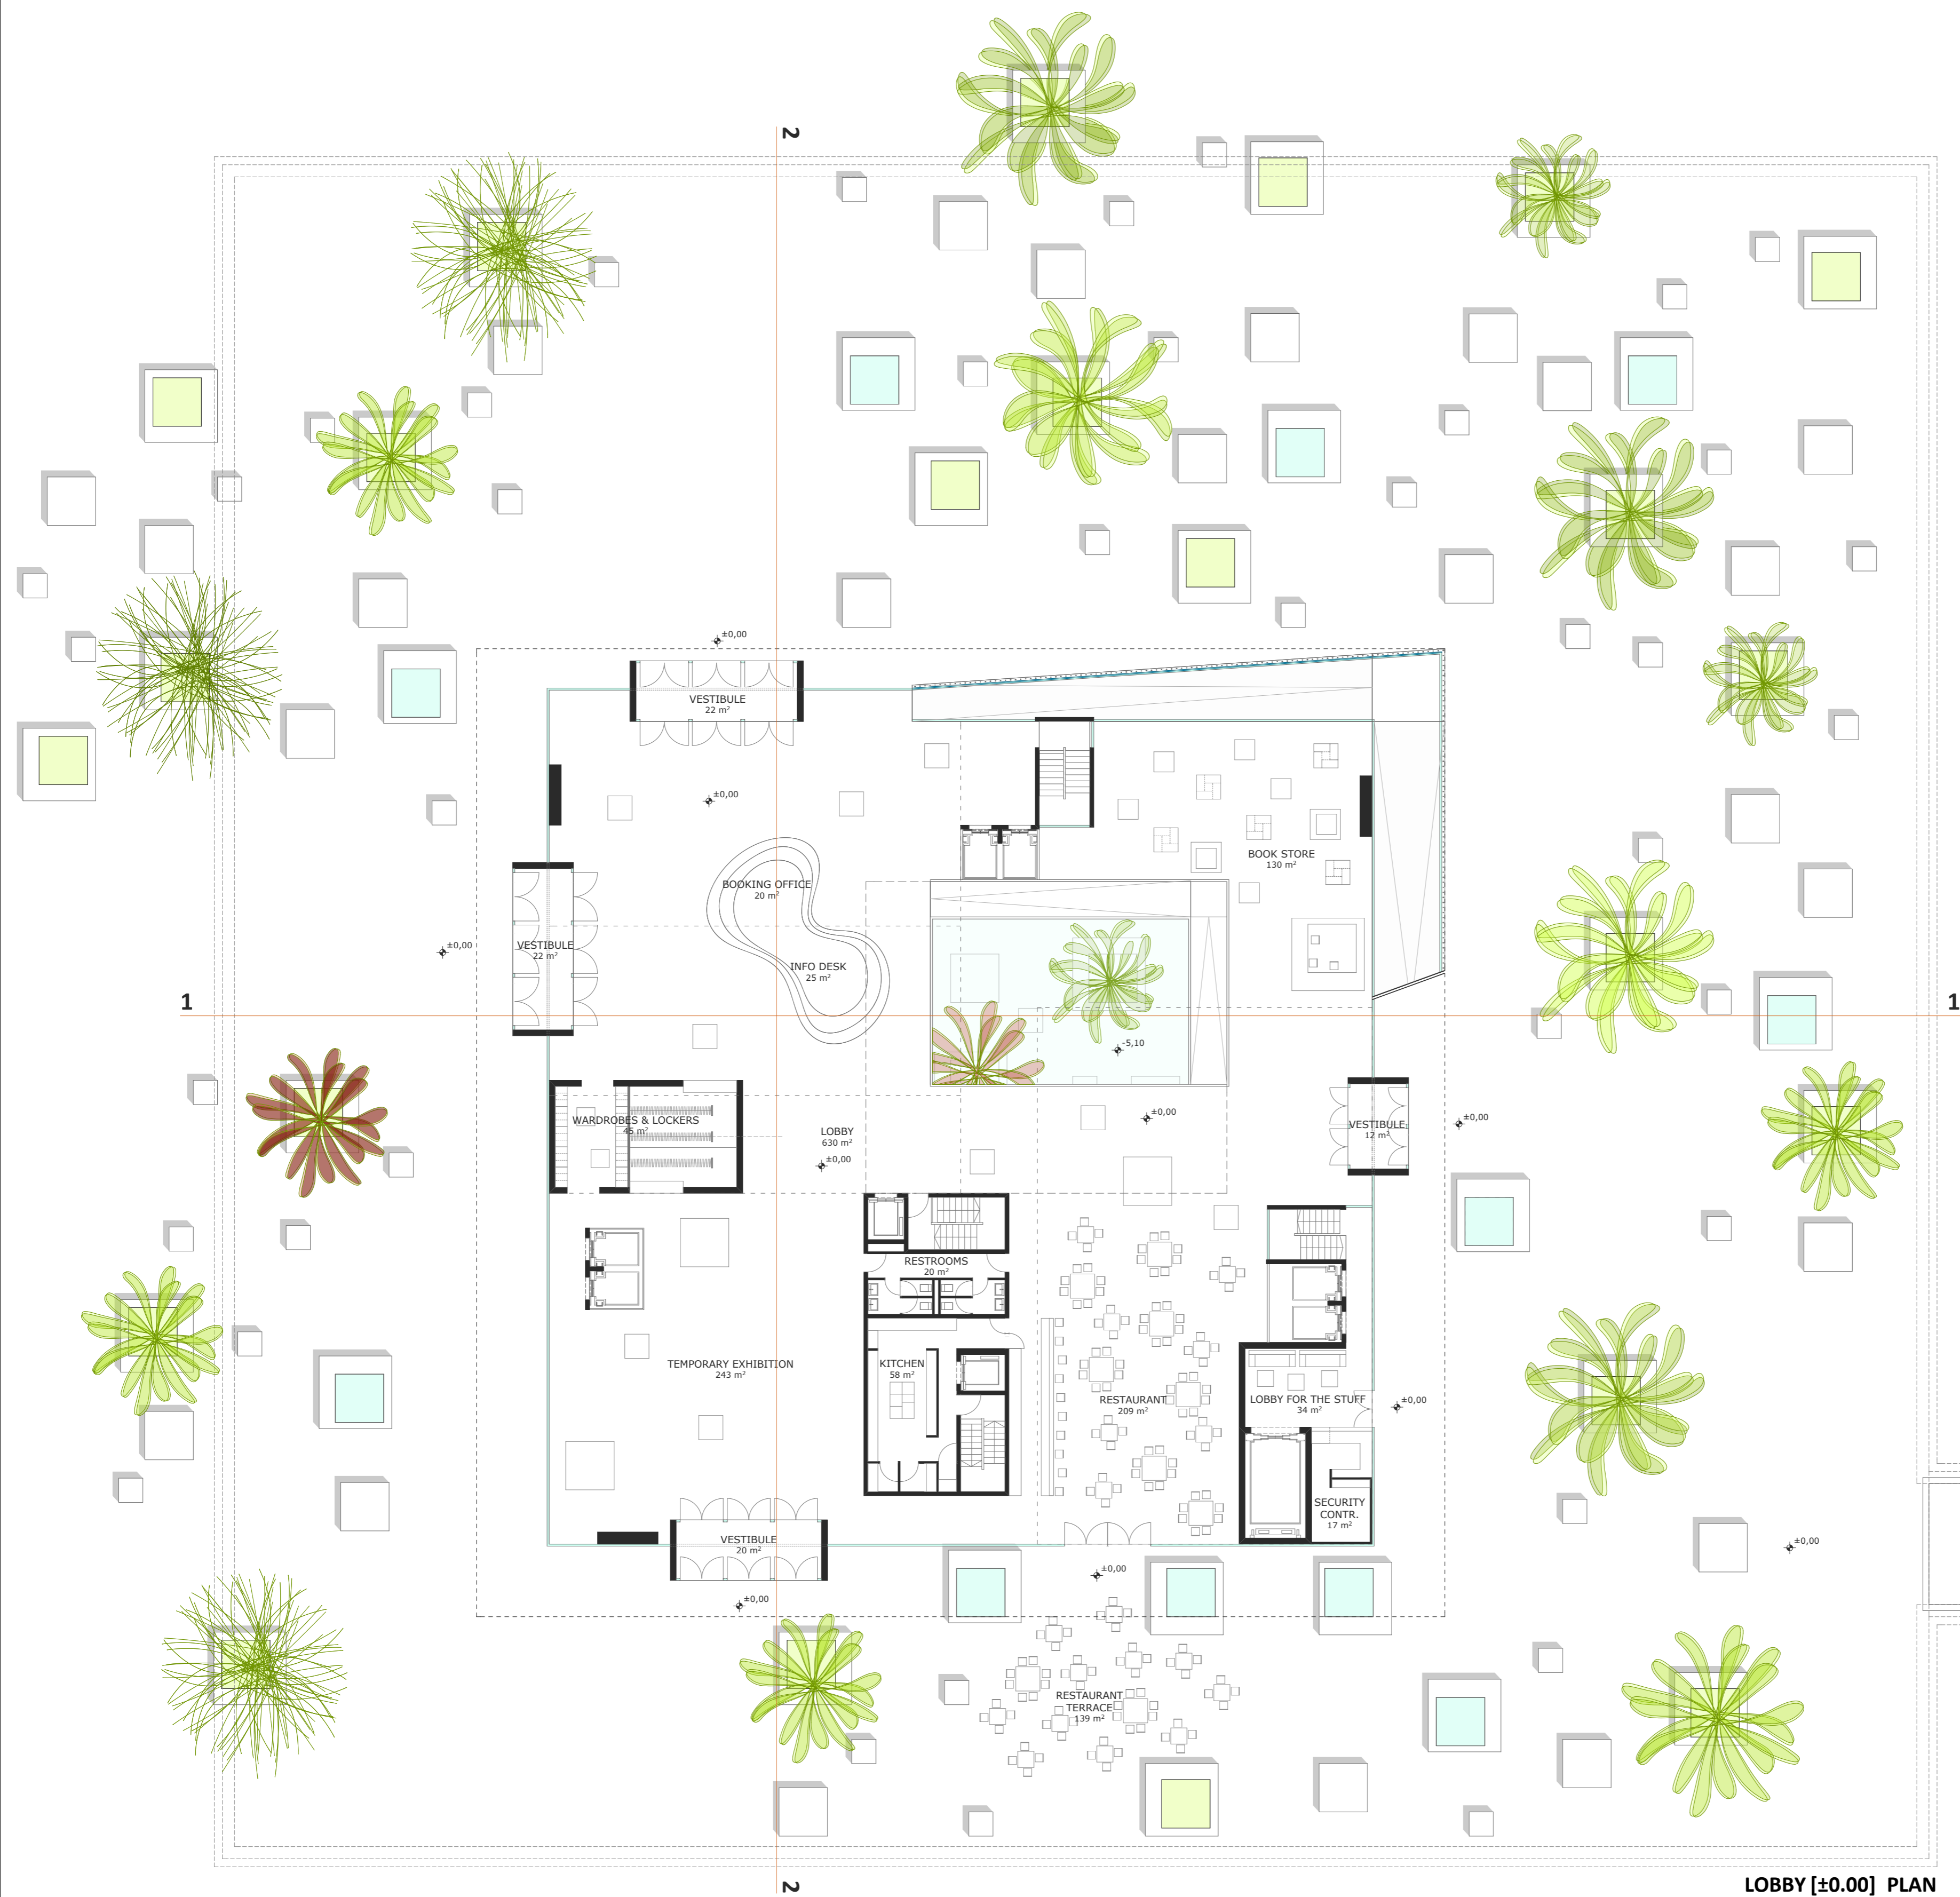 2
±0,00
VESTIBULE
22 m²
±0,00
BOOK STORE
130 m²
BOOKING OFFICE
20 m²
±0,00
VESTIBULE
22 m²
INFO DESK
25 m²
1
1
-5,10
WARDROBES & LOCKERS
45 m²
LOBBY
630 m²
±0,00
±0,00
VESTIBULE
12 m²
±0,00
RESTROOMS
20 m²
TEMPORARY EXHIBITION
243 m²
KITCHEN
58 m²
RESTAURANT
209 m²
LOBBY FOR THE STUFF
34 m²
±0,00
SECURITY
CONTR.
17 m²
VESTIBULE
20 m²
±0,00
±0,00
±0,00
RESTAURANT
TERRACE
139 m²
2
LOBBY [±0.00] PLAN